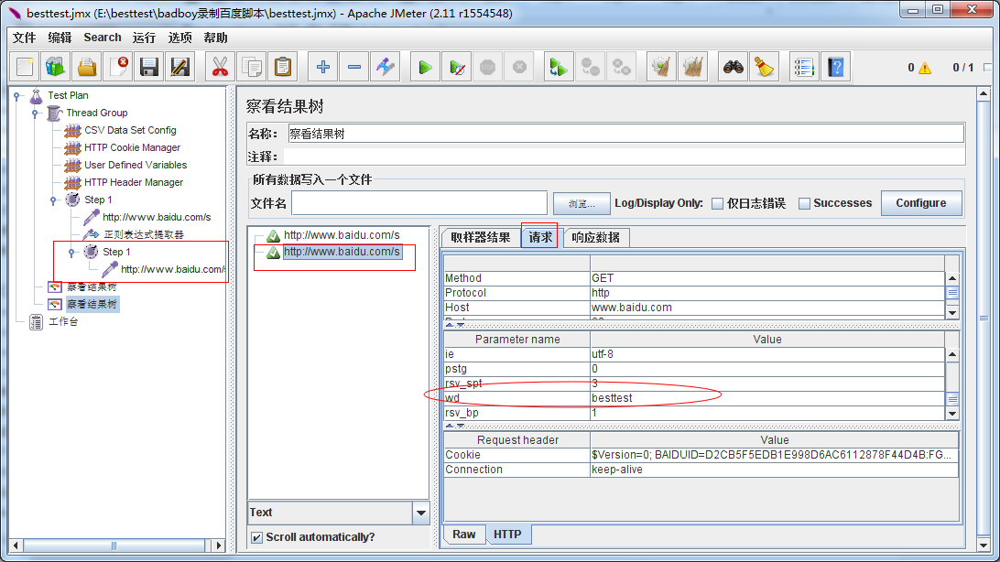 besttest.jmx (E:\besttest\badboy录制百度脚本\besttest.jmx) - Apache JMeter (2.11 r1554548)
文件 编辑 Search 运行 选项 帮助
0 0 / 1
Test Plan
Thread Group
CSV Data Set Config
HTTP Cookie Manager
User Defined Variables
HTTP Header Manager
Step 1
http://www.baidu.com/s
正则表达式提取器
Step 1
http://www.baidu.com/
察看结果树
察看结果树
工作台
察看结果树
名称： 察看结果树
注释：
所有数据写入一个文件
文件名 浏览... Log/Display Only: 仅日志错误 Successes Configure
http://www.baidu.com/s
http://www.baidu.com/s
Text
Scroll automatically?
取样器结果 请求 响应数据
Method GET
Protocol http
Host www.baidu.com
Parameter name Value
ie utf-8
pstg 0
rsv_spt 3
wd besttest
rsv_bp 1
Request header Value
Cookie $Version=0; BAIDUID=D2CB5F5EDB1E998D6AC6112878F44D4B:FG...
Connection keep-alive
Raw HTTP